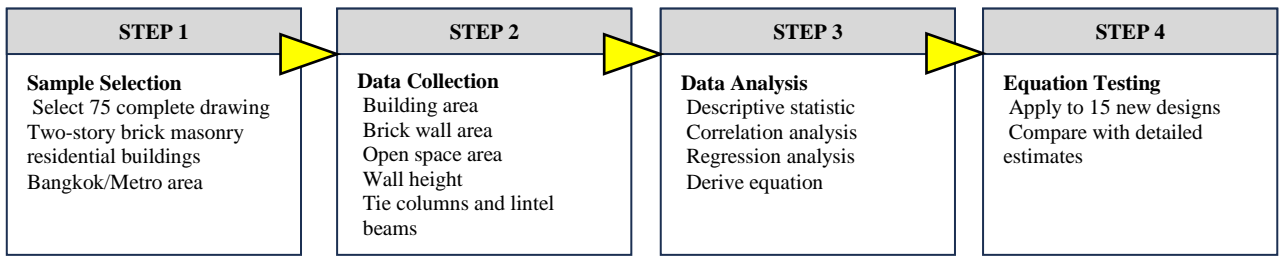 STEP 1
Sample Selection
Select 75 complete drawing
Two-story brick masonry
residential buildings
Bangkok/Metro area
STEP 2
Data Collection
Building area
Brick wall area
Open space area
Wall height
Tie columns and lintel
beams
STEP 3
Data Analysis
Descriptive statistic
Correlation analysis
Regression analysis
Derive equation
STEP 4
Equation Testing
Apply to 15 new designs
Compare with detailed
estimates